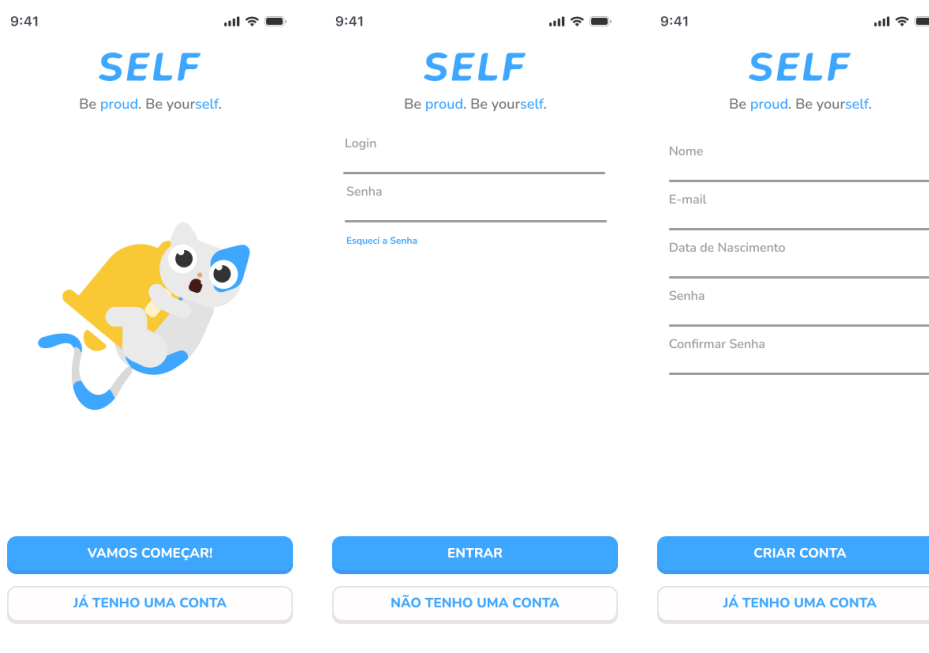 9:41
SELF
Be proud. Be yourself.
VAMOS COMEÇAR!
JÁ TENHO UMA CONTA
9:41
SELF
Be proud. Be yourself.
Login
Senha
Esqueci a Senha
ENTRAR
NÃO TENHO UMA CONTA
9:41
SELF
Be proud. Be yourself.
Nome
E-mail
Data de Nascimento
Senha
Confirmar Senha
CRIAR CONTA
JÁ TENHO UMA CONTA